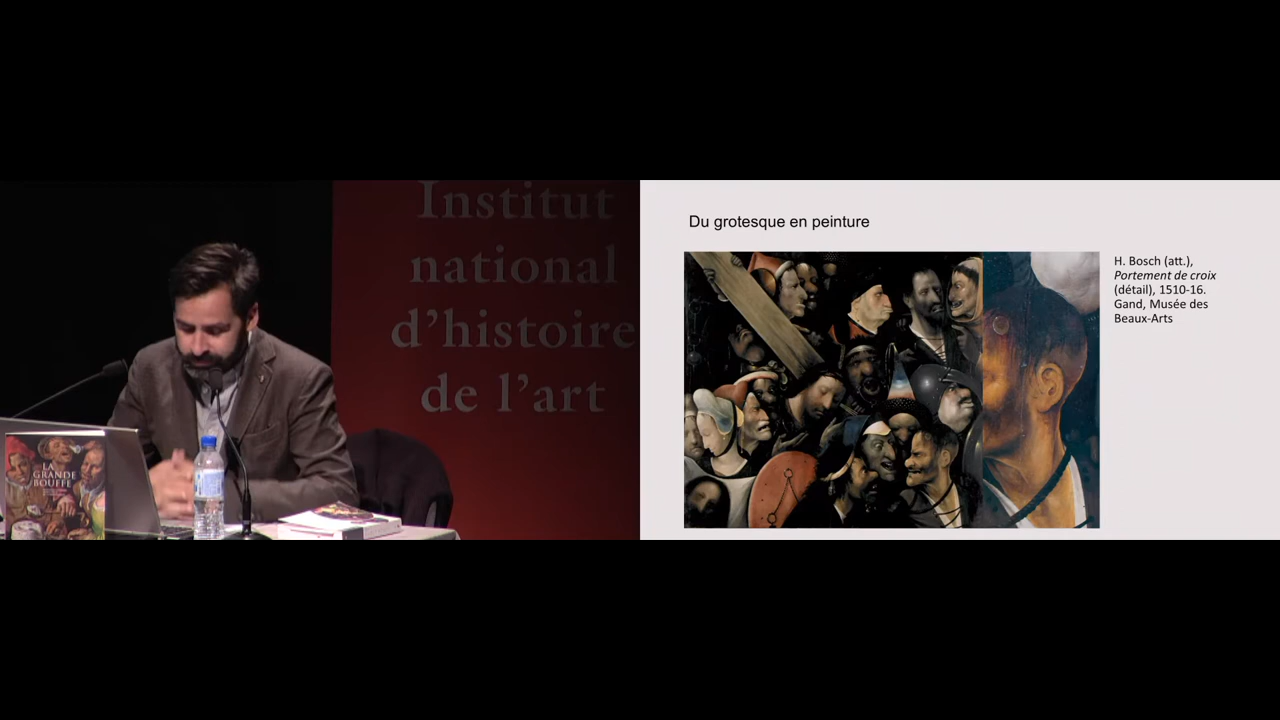 Institut
national
d’histoire
de l’art
LA
GRANDE
BOUFFE
Du grotesque en peinture
H. Bosch (att.),
Portement de croix
(détail), 1510-16.
Gand, Musée des
Beaux-Arts